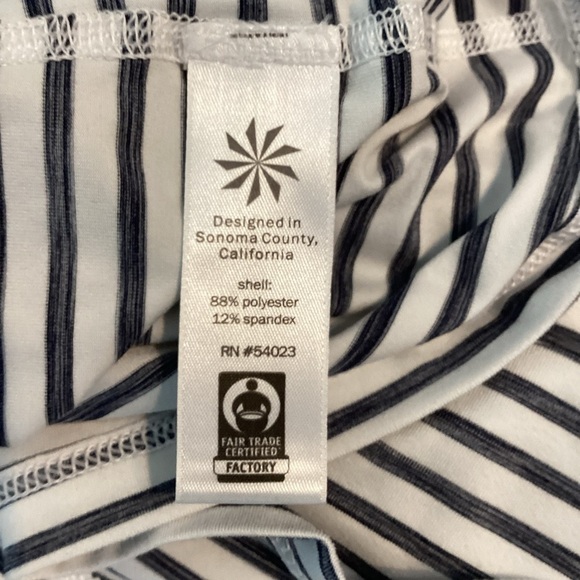 Designed in
Sonoma County,
California
shell:
88% polyester
12% spandex
RN #54023
FAIR TRADE
CERTIFIED
FACTORY